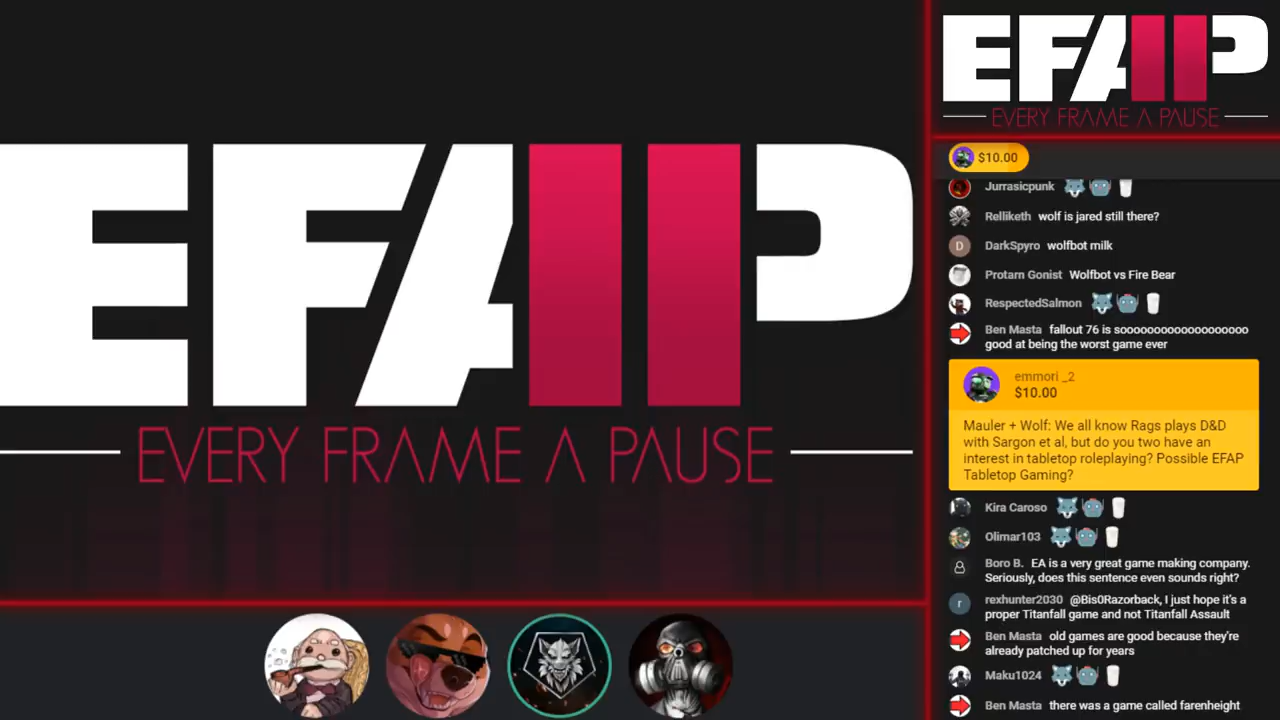 EFAP
EVERY FRAME A PAUSE
EFAP
EVERY FRAME A PAUSE
$10.00
Jurrasicpunk
Relliketh wolf is jared still there?
D DarkSpyro wolfbot milk
Protam Gonist Wolfbot vs Fire Bear
RespectedSalmon
Ben Masta fallout 76 is sooooooooooooooooooo
good at being the worst game ever
emmori _2
$10.00
Mauler + Wolf: We all know Rags plays D&D
with Sargon et al, but do you two have an
interest in tabletop roleplaying? Possible EFAP
Tabletop Gaming?
Kira Caroso
Olimar103
Boro B. EA is a very great game making company.
Seriously, does this sentence even sounds right?
r rexhunter2030 @Bis0Razorback, I just hope it's a
proper Titanfall game and not Titanfall Assault
Ben Masta old games are good because they're
already patched up for years
Maku1024
Ben Masta there was a game called farenheight